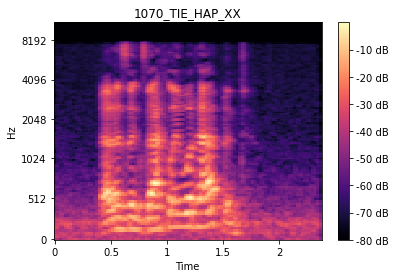 1070_TIE_HAP_XX
8192
4096
2048
1024
512
0
Hz
0
0.5
1
1.5
2
Time
-10 dB
-20 dB
-30 dB
-40 dB
-50 dB
-60 dB
-70 dB
-80 dB